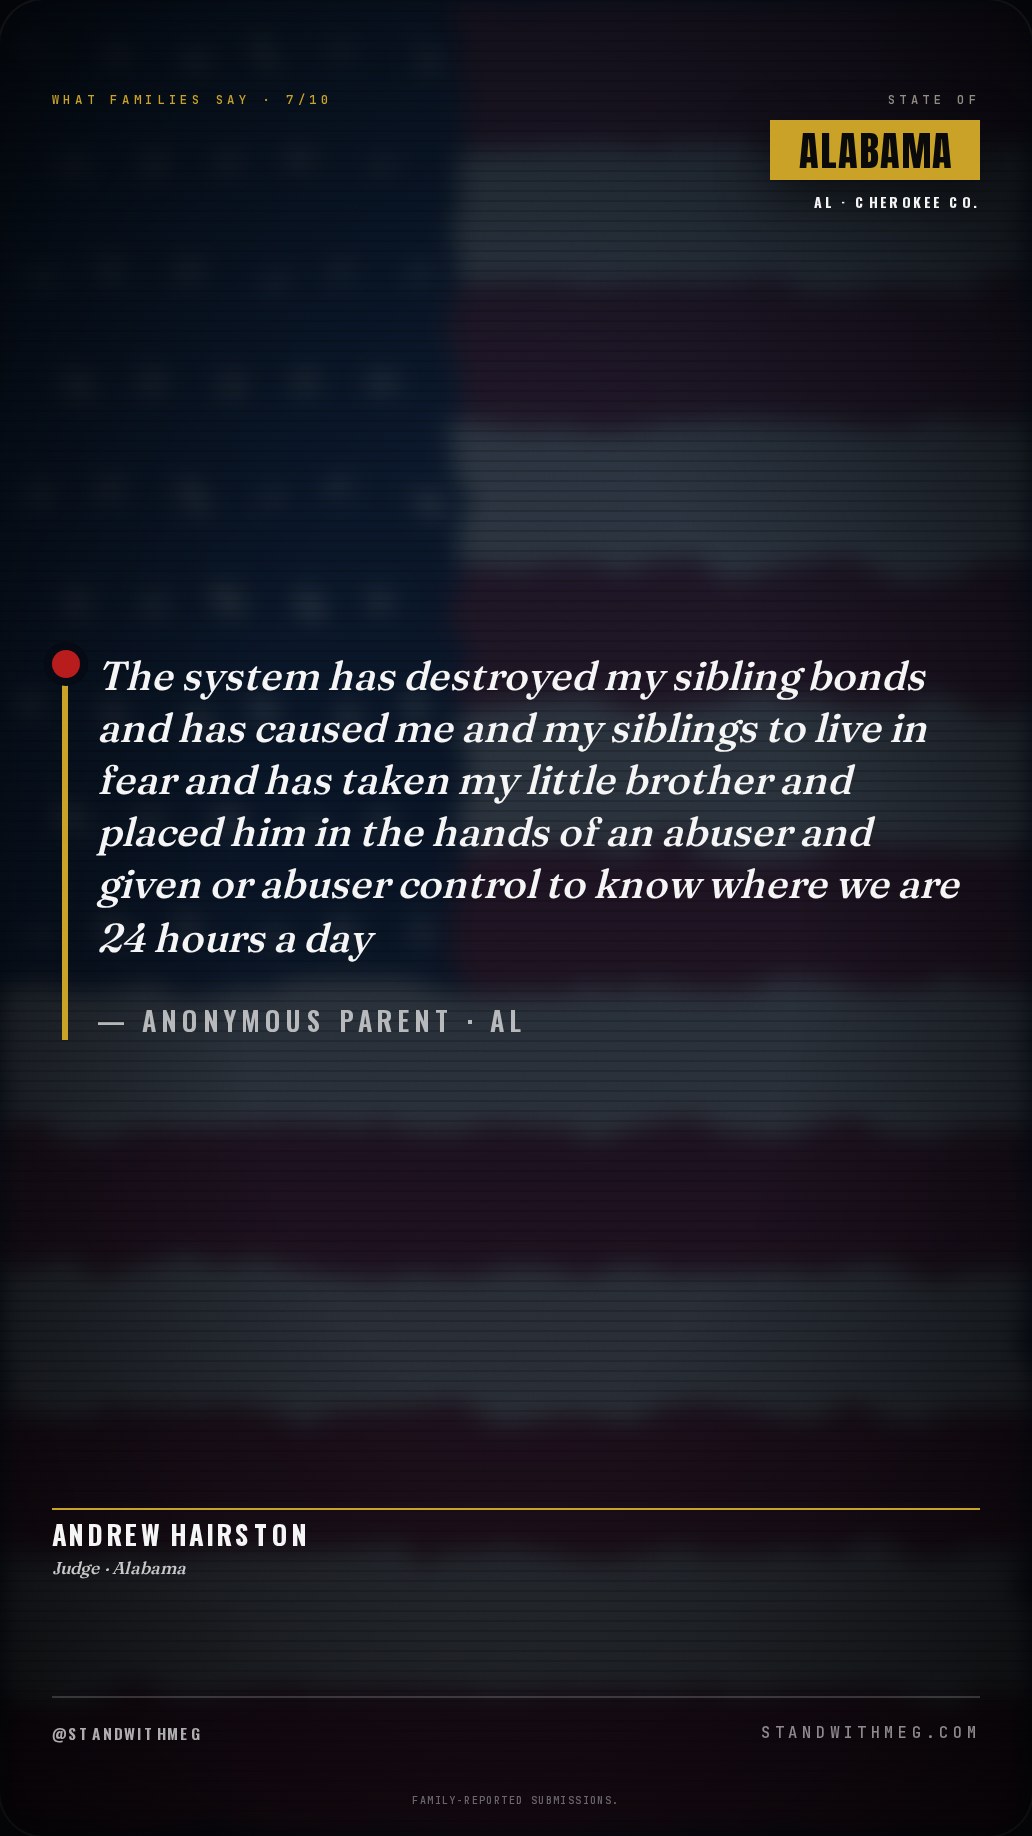 WHAT FAMILIES SAY · 7/10
STATE OF
ALABAMA
AL · CHEROKEE CO.
The system has destroyed my sibling bonds
and has caused me and my siblings to live in
fear and has taken my little brother and
placed him in the hands of an abuser and
given or abuser control to know where we are
24 hours a day
— ANONYMOUS PARENT · AL
ANDREW HAIRSTON
Judge · Alabama
@STANDWITHMEG
STANDWITHMEG.COM
FAMILY-REPORTED SUBMISSIONS.